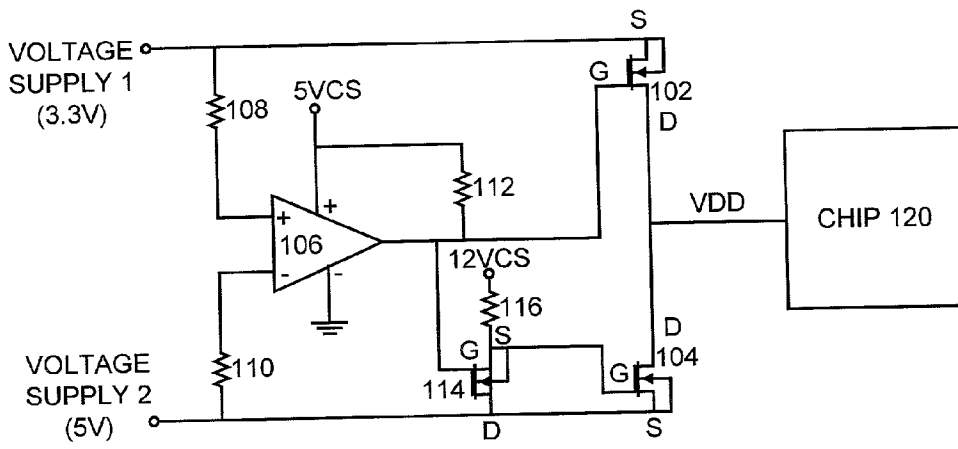 VOLTAGE
SUPPLY 1
(3.3V)
108
5VCS
112
S
G
102
D
+
+
106
-
-
VDD
CHIP 120
12VCS
116
S
G
114
D
D
104
G
S
110
VOLTAGE
SUPPLY 2
(5V)